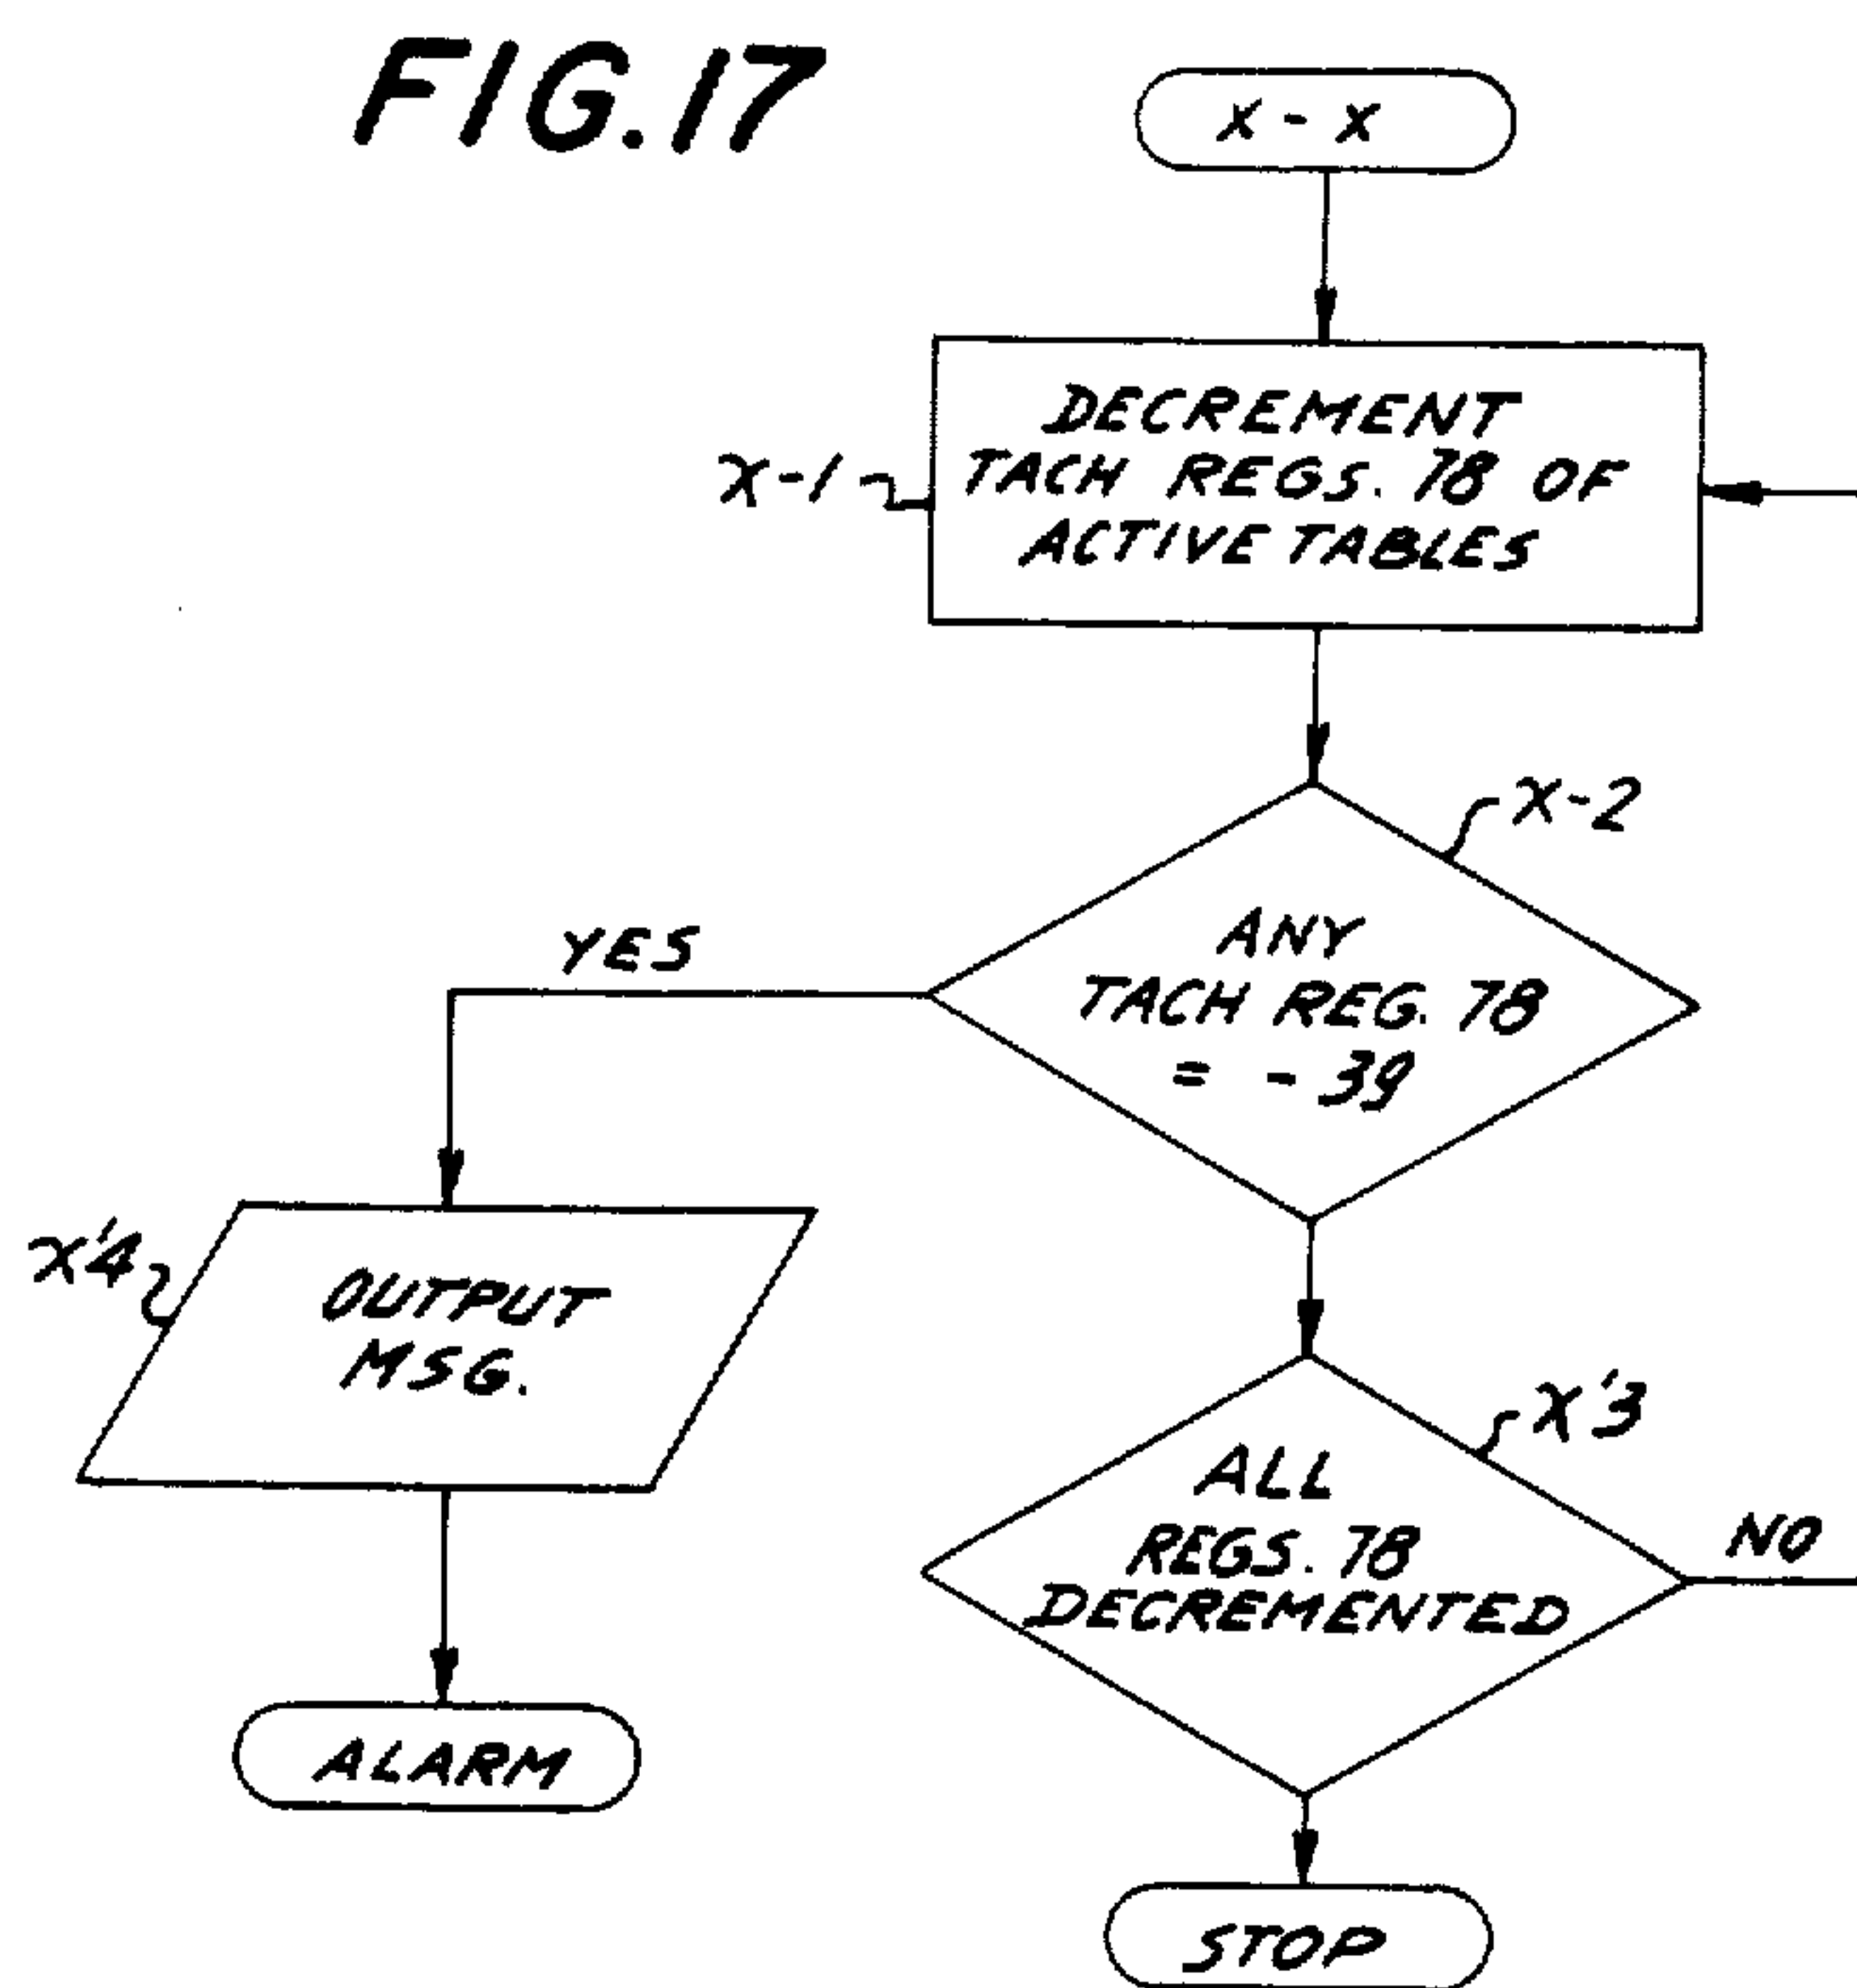 FIG. 17
X - X
DECREMENT
TACH REGS. 78 OF
ACTIVE TABLES
X-1
X-2
ANY
TACH REG. 78
= - 39
YES
X'4
OUTPUT
MSG.
X'3
ALL
REGS. 78
DECREMENTED
NO
ALARM
STOP